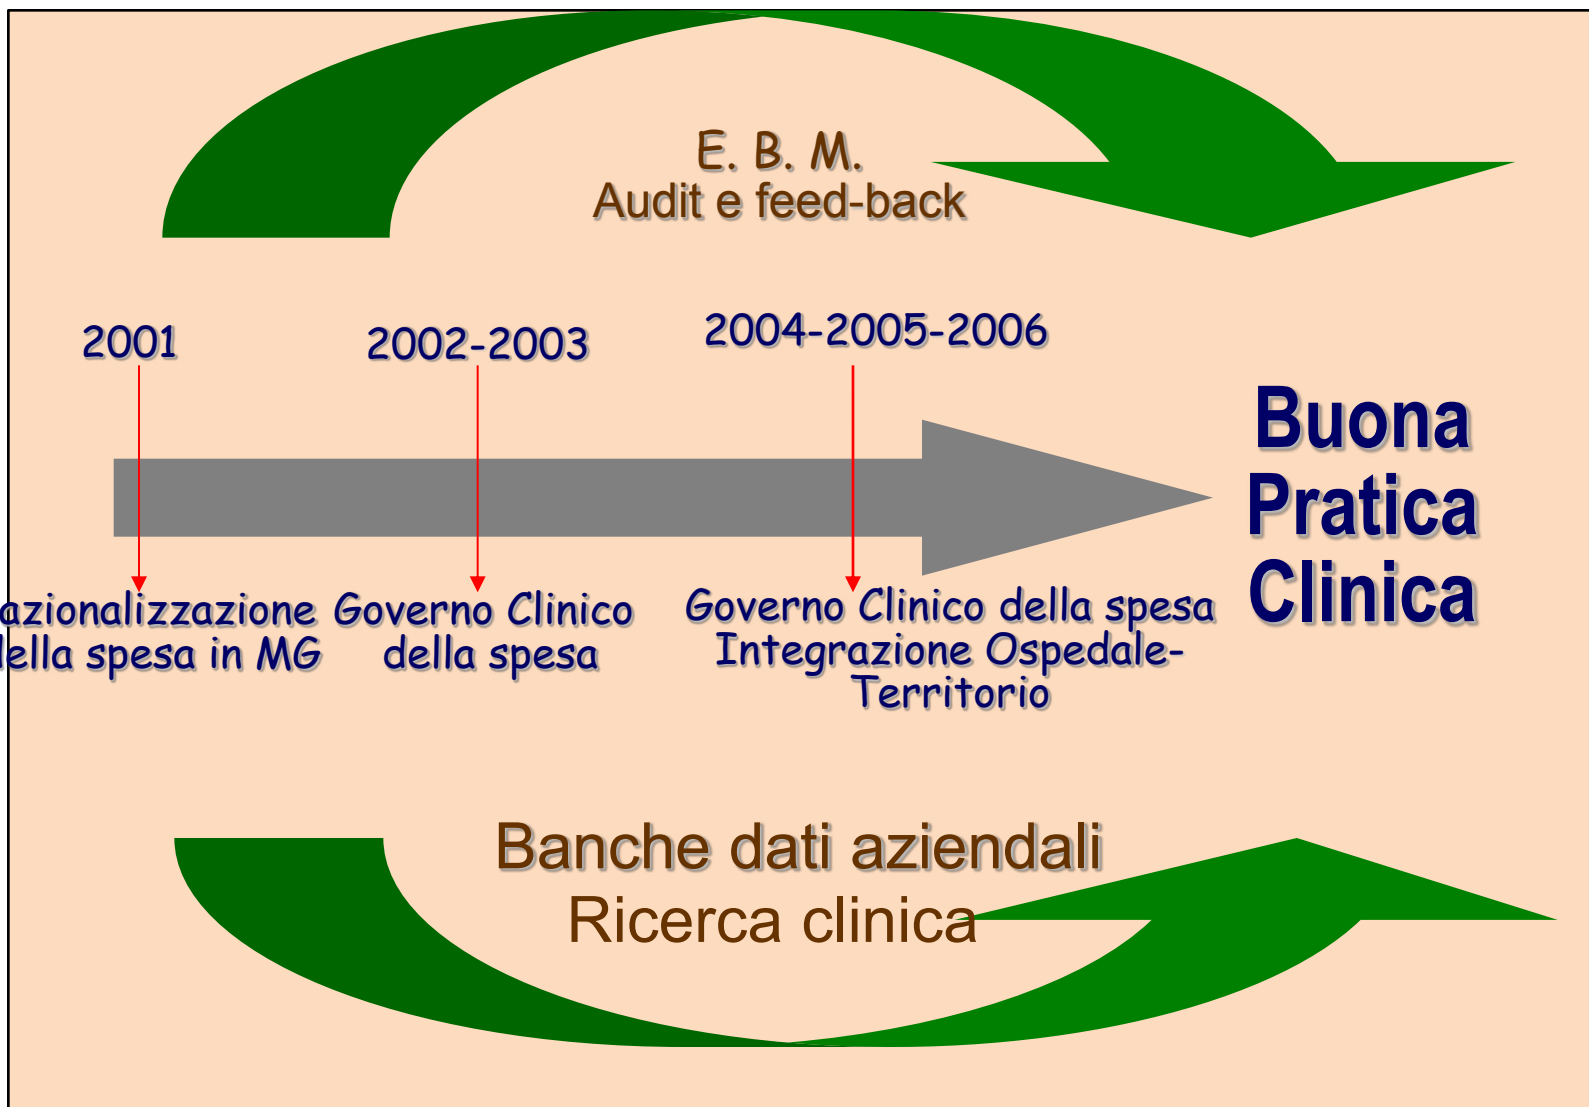 E. B. M.
Audit e feed-back
2001
2002-2003
2004-2005-2006
azionalizzazione
ella spesa in MG
Governo Clinico
della spesa
Governo Clinico della spesa
Integrazione Ospedale-
Territorio
Buona
Pratica
Clinica
Banche dati aziendali
Ricerca clinica